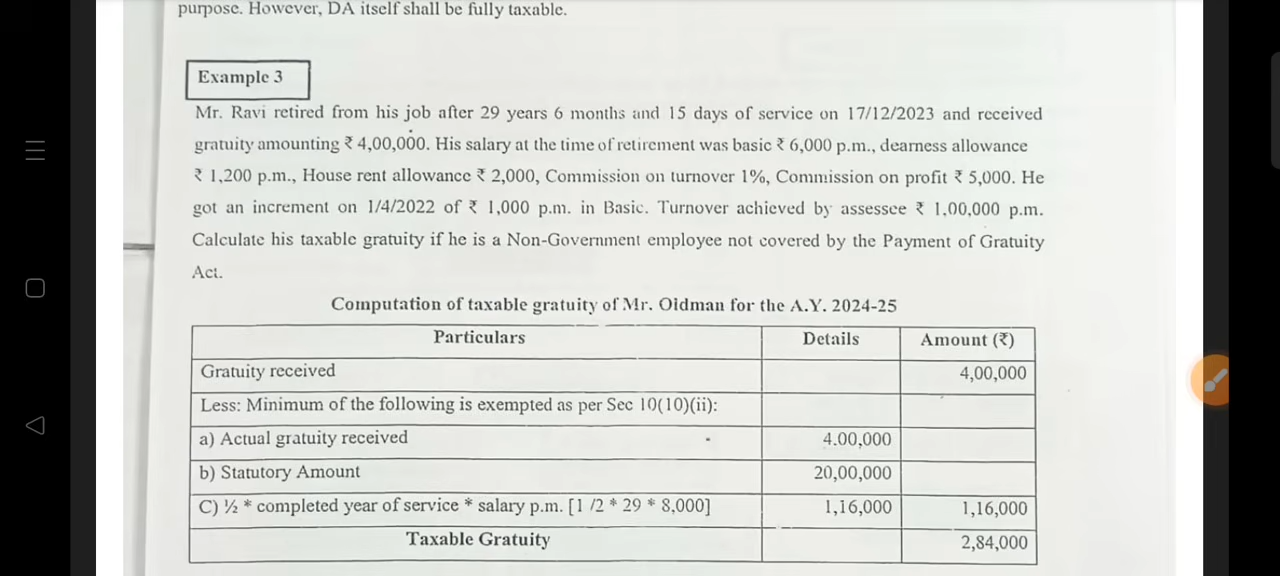 purpose. However, DA itself shall be fully taxable.
Example 3
Mr. Ravi retired from his job after 29 years 6 months and 15 days of service on 17/12/2023 and received
gratuity amounting ₹ 4,00,000. His salary at the time of retirement was basic ₹ 6,000 p.m., dearness allowance
₹ 1,200 p.m., House rent allowance ₹ 2,000, Commission on turnover 1%, Commission on profit ₹ 5,000. He
got an increment on 1/4/2022 of ₹ 1,000 p.m. in Basic. Turnover achieved by assessee ₹ 1,00,000 p.m.
Calculate his taxable gratuity if he is a Non-Government employee not covered by the Payment of Gratuity
Act.
Computation of taxable gratuity of Mr. Oldman for the A.Y. 2024-25
Particulars Details Amount (₹)
Gratuity received 4,00,000
Less: Minimum of the following is exempted as per Sec 10(10)(ii):
a) Actual gratuity received 4.00,000
b) Statutory Amount 20,00,000
C) ½ * completed year of service * salary p.m. [1 /2 * 29 * 8,000] 1,16,000 1,16,000
Taxable Gratuity 2,84,000